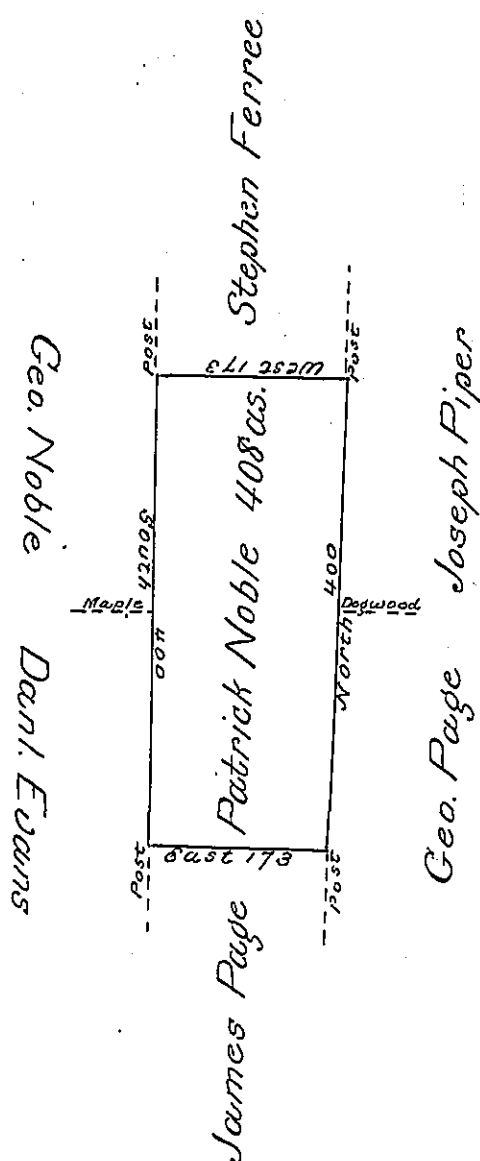 Stephen Ferree
Post
Post
West 173
Geo. Noble
South
400
Maple
Patrick Noble 408 as.
400
North
Dogwood
Joseph Piper
Geo. Page
Danl. Evans
Post
East 173
Post
James Page